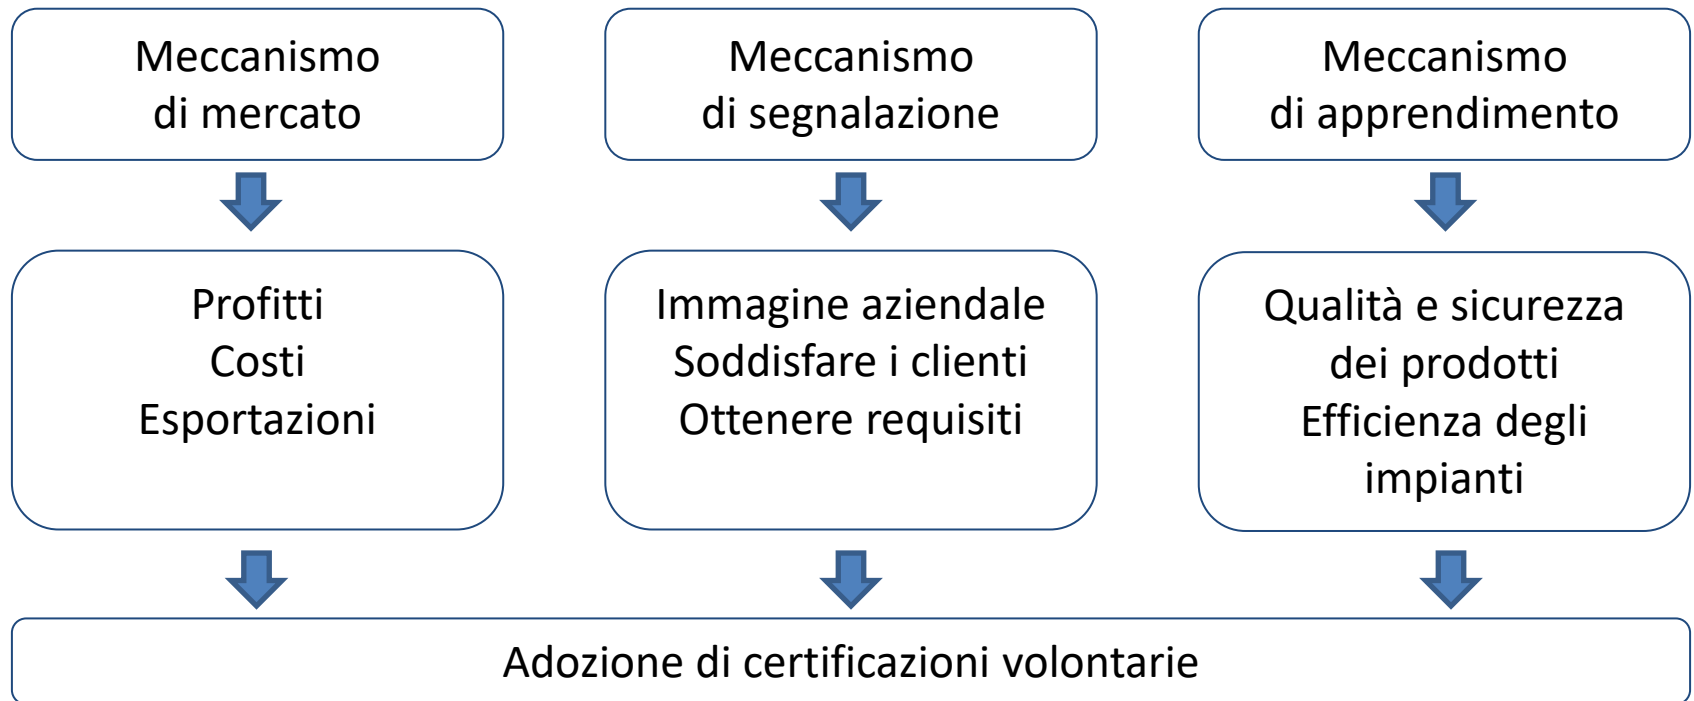 Meccanismo
di mercato
Meccanismo
di segnalazione
Meccanismo
di apprendimento
Profitti
Costi
Esportazioni
Immagine aziendale
Soddisfare i clienti
Ottenere requisiti
Qualità e sicurezza
dei prodotti
Efficienza degli
impianti
Adozione di certificazioni volontarie